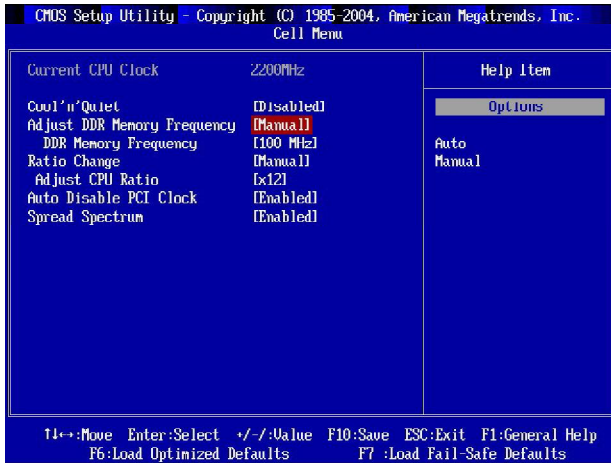 CMOS Setup Utility - Copyright (C) 1985-2004, American Megatrends, Inc.
Cell Menu
Current CPU Clock 2200MHz
Help Item
Cool'n'Quiet [Disabled]
Options
Adjust DDR Memory Frequency [Manual]
DDR Memory Frequency [100 MHz]
Auto
Ratio Change [Manual]
Manual
Adjust CPU Ratio [x12]
Auto Disable PCI Clock [Enabled]
Spread Spectrum [Enabled]
↑↓←→:Move Enter:Select +/-/:Value F10:Save ESC:Exit F1:General Help
F6:Load Optimized Defaults F7 :Load Fail-Safe Defaults